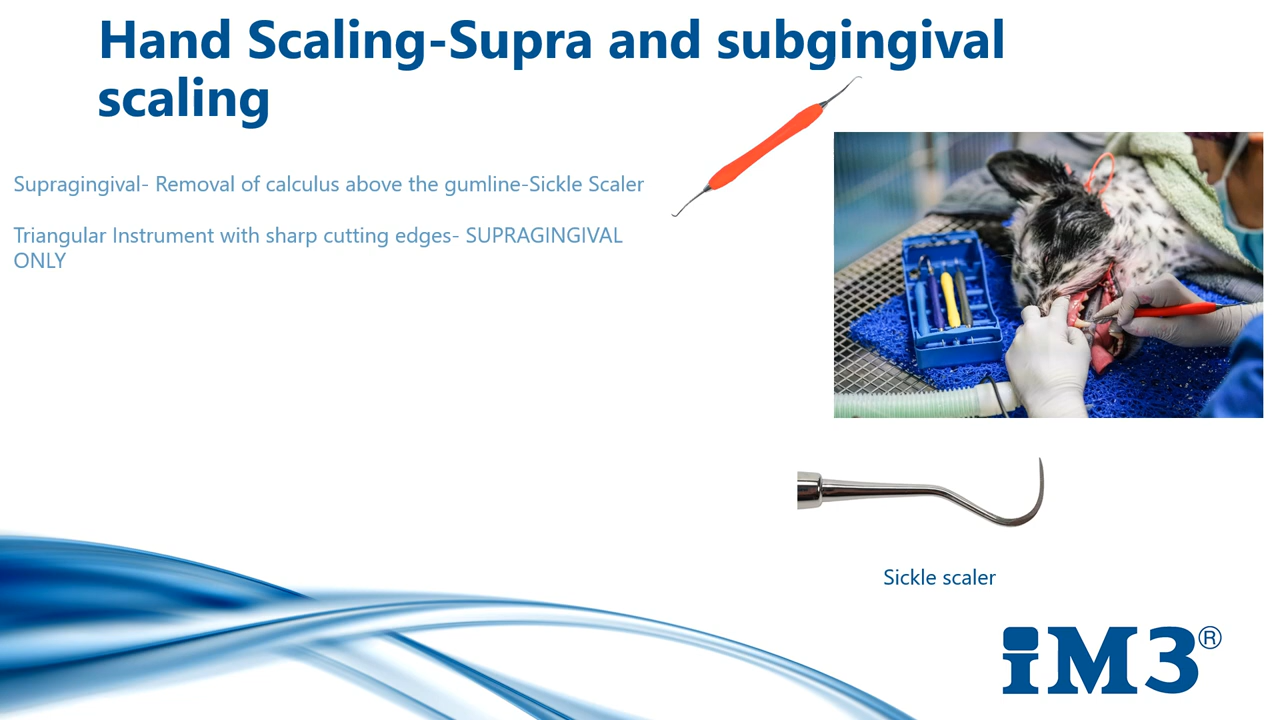 Hand Scaling-Supra and subgingival
scaling
Supragingival- Removal of calculus above the gumline-Sickle Scaler
Triangular Instrument with sharp cutting edges- SUPRAGINGIVAL
ONLY
Sickle scaler
iM3®